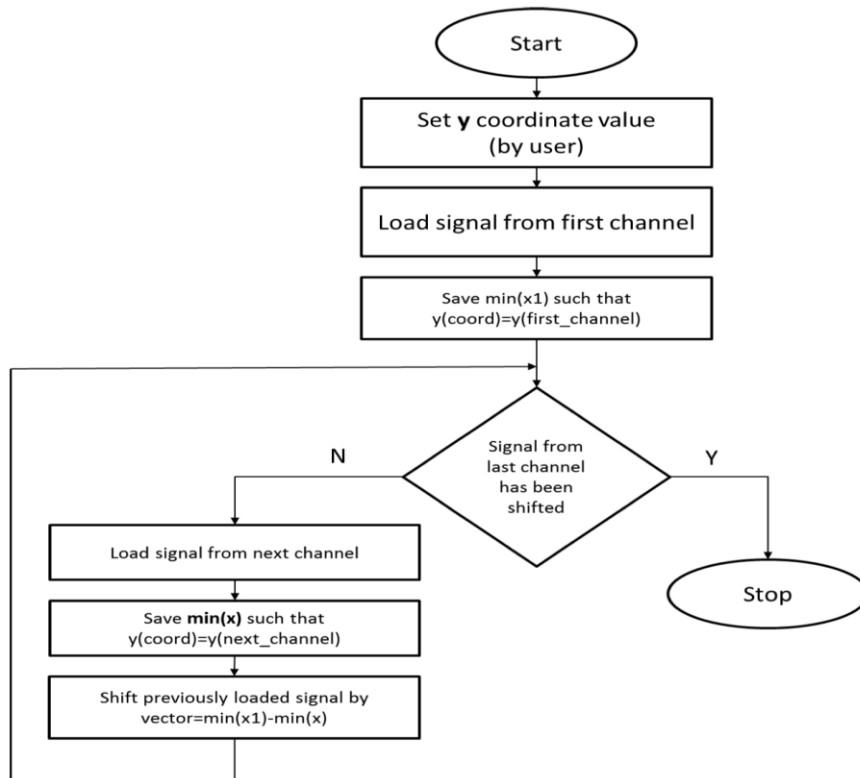 Start
Set y coordinate value
(by user)
Load signal from first channel
Save min(x1) such that
y(coord)=y(first_channel)
Signal from
last channel
has been
shifted
N
Y
Load signal from next channel
Save min(x) such that
y(coord)=y(next_channel)
Shift previously loaded signal by
vector=min(x1)-min(x)
Stop